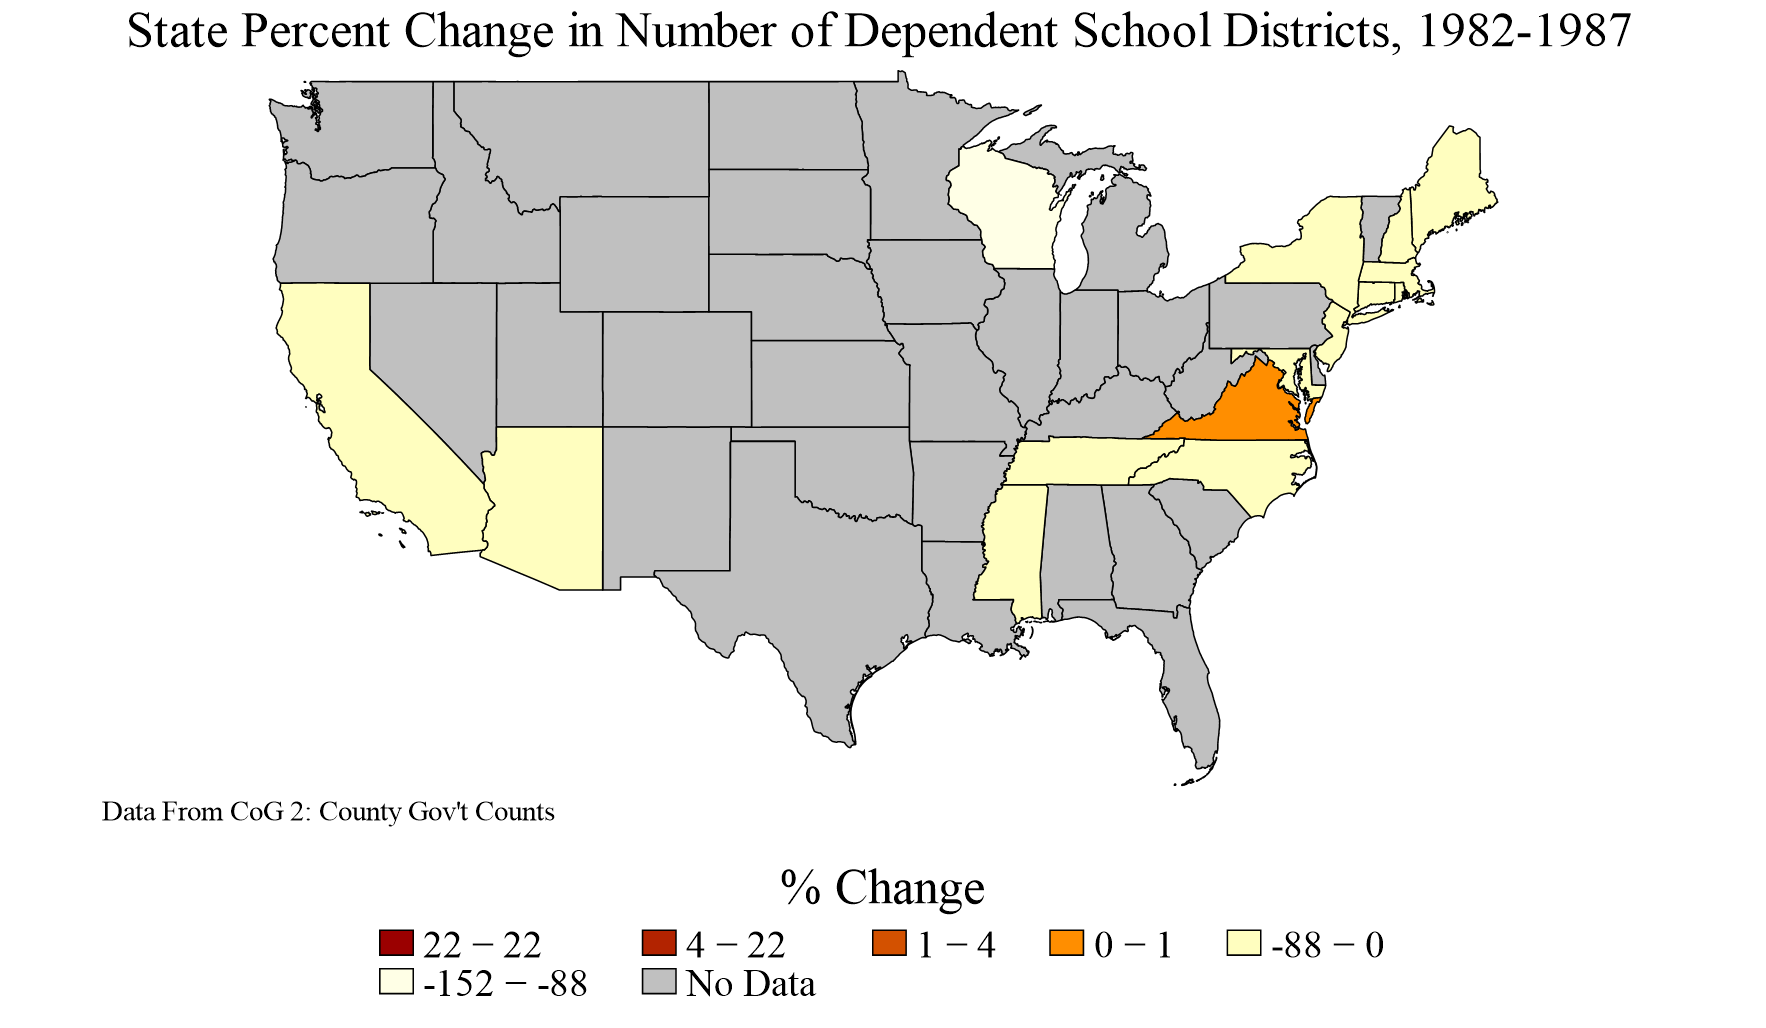 State Percent Change in Number of Dependent School Districts, 1982-1987
Data From CoG 2: County Gov't Counts
% Change
22 − 22 4 − 22 1 − 4 0 − 1 -88 − 0
-152 − -88 No Data